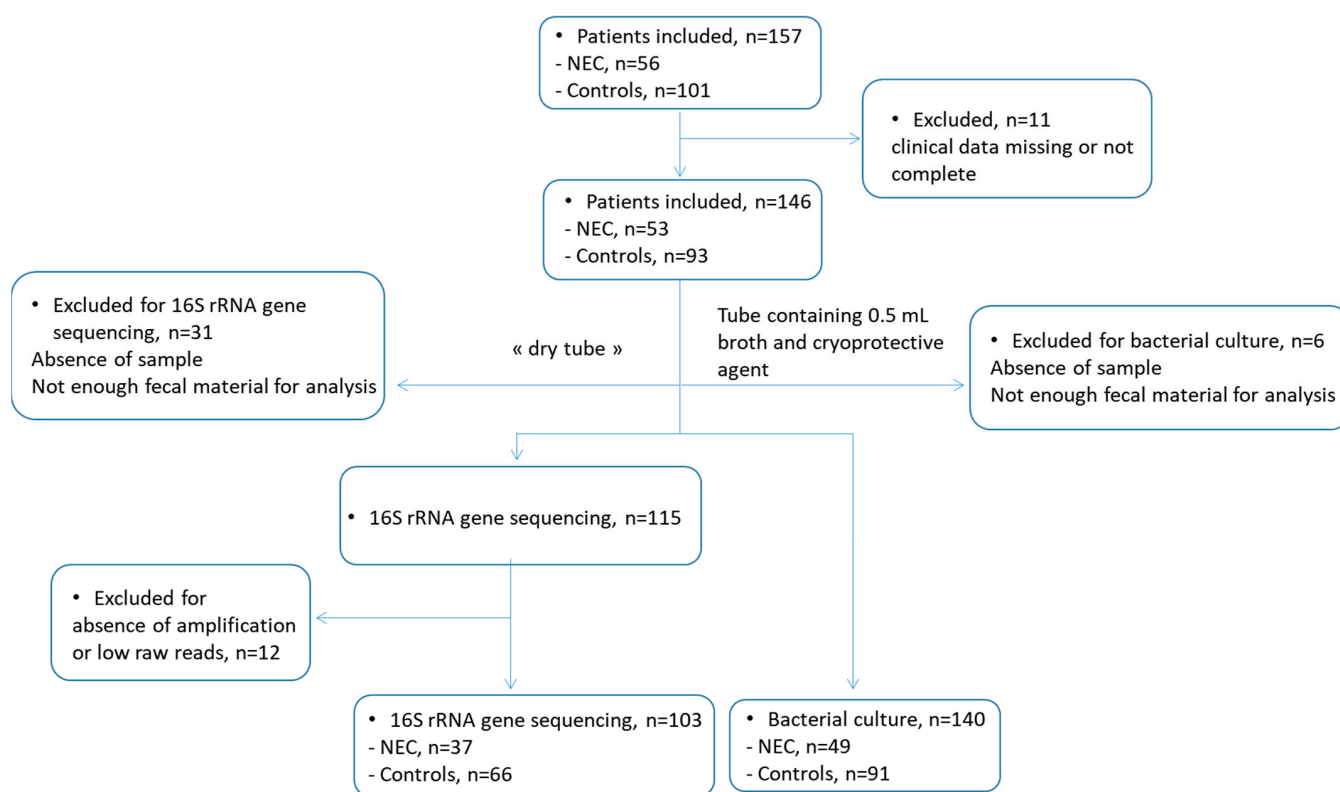 • Patients included, n=157
- NEC, n=56
- Controls, n=101
• Excluded, n=11
clinical data missing or not
complete
• Patients included, n=146
- NEC, n=53
- Controls, n=93
• Excluded for 16S rRNA gene
sequencing, n=31
Absence of sample
Not enough fecal material for analysis
« dry tube »
Tube containing 0.5 mL
broth and cryoprotective
agent
• Excluded for bacterial culture, n=6
Absence of sample
Not enough fecal material for analysis
• 16S rRNA gene sequencing, n=115
• Excluded for
absence of amplification
or low raw reads, n=12
• 16S rRNA gene sequencing, n=103
- NEC, n=37
- Controls, n=66
• Bacterial culture, n=140
- NEC, n=49
- Controls, n=91